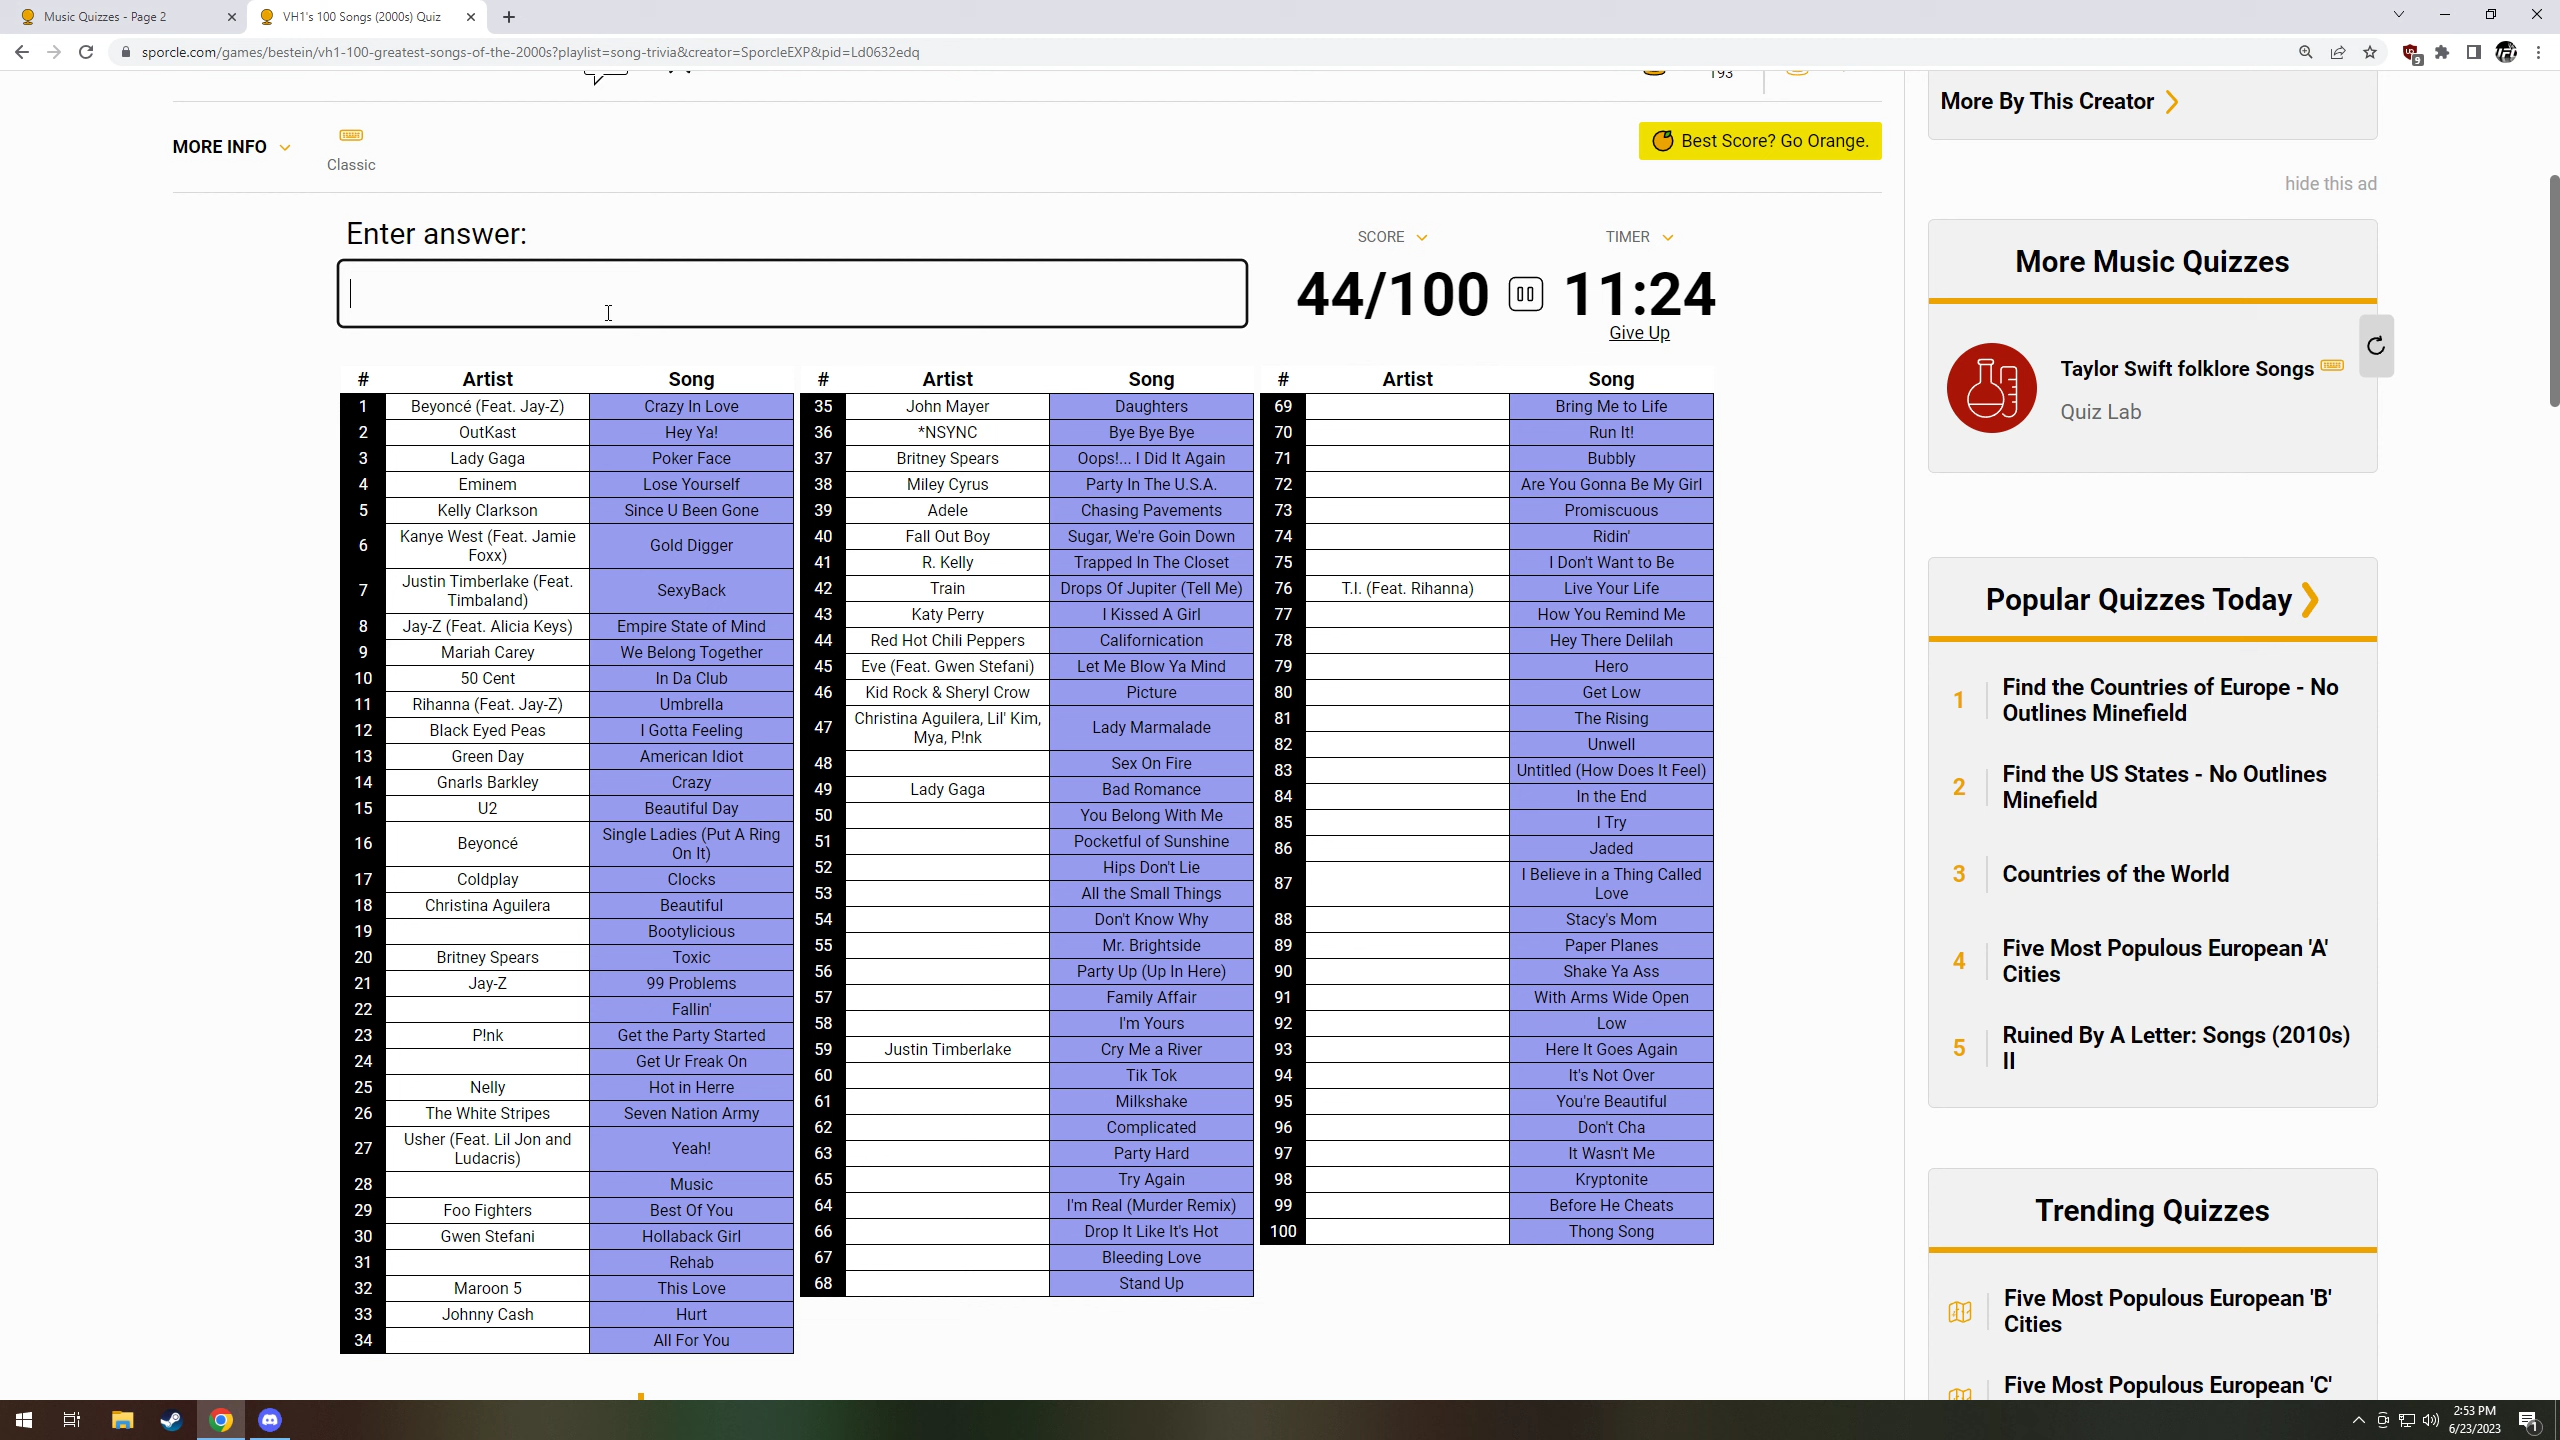 Music Quizzes - Page 2
VH1's 100 Songs (2000s) Quiz
sporcle.com/games/bestein/vh1-100-greatest-songs-of-the-2000s?playlist=song-trivia&creator=SporcleEXP&pid=Ld0632edq
9
193
MORE INFO
Classic
Best Score? Go Orange.
Enter answer:
SCORE
TIMER
44/100
11:24
Give Up
# Artist Song
1 Beyoncé (Feat. Jay-Z) Crazy In Love
2 OutKast Hey Ya!
3 Lady Gaga Poker Face
4 Eminem Lose Yourself
5 Kelly Clarkson Since U Been Gone
6 Kanye West (Feat. Jamie
Foxx) Gold Digger
7 Justin Timberlake (Feat.
Timbaland) SexyBack
8 Jay-Z (Feat. Alicia Keys) Empire State of Mind
9 Mariah Carey We Belong Together
10 50 Cent In Da Club
11 Rihanna (Feat. Jay-Z) Umbrella
12 Black Eyed Peas I Gotta Feeling
13 Green Day American Idiot
14 Gnarls Barkley Crazy
15 U2 Beautiful Day
16 Beyoncé Single Ladies (Put A Ring
On It)
17 Coldplay Clocks
18 Christina Aguilera Beautiful
19 Bootylicious
20 Britney Spears Toxic
21 Jay-Z 99 Problems
22 Fallin'
23 P!nk Get the Party Started
24 Get Ur Freak On
25 Nelly Hot in Herre
26 The White Stripes Seven Nation Army
27 Usher (Feat. Lil Jon and
Ludacris) Yeah!
28 Music
29 Foo Fighters Best Of You
30 Gwen Stefani Hollaback Girl
31 Rehab
32 Maroon 5 This Love
33 Johnny Cash Hurt
34 All For You
# Artist Song
35 John Mayer Daughters
36 *NSYNC Bye Bye Bye
37 Britney Spears Oops!... I Did It Again
38 Miley Cyrus Party In The U.S.A.
39 Adele Chasing Pavements
40 Fall Out Boy Sugar, We're Goin Down
41 R. Kelly Trapped In The Closet
42 Train Drops Of Jupiter (Tell Me)
43 Katy Perry I Kissed A Girl
44 Red Hot Chili Peppers Californication
45 Eve (Feat. Gwen Stefani) Let Me Blow Ya Mind
46 Kid Rock & Sheryl Crow Picture
47 Christina Aguilera, Lil' Kim,
Mya, P!nk Lady Marmalade
48 Sex On Fire
49 Lady Gaga Bad Romance
50 You Belong With Me
51 Pocketful of Sunshine
52 Hips Don't Lie
53 All the Small Things
54 Don't Know Why
55 Mr. Brightside
56 Party Up (Up In Here)
57 Family Affair
58 I'm Yours
59 Justin Timberlake Cry Me a River
60 Tik Tok
61 Milkshake
62 Complicated
63 Party Hard
65 Try Again
64 I'm Real (Murder Remix)
66 Drop It Like It's Hot
67 Bleeding Love
68 Stand Up
# Artist Song
69 Bring Me to Life
70 Run It!
71 Bubbly
72 Are You Gonna Be My Girl
73 Promiscuous
74 Ridin'
75 I Don't Want to Be
76 T.I. (Feat. Rihanna) Live Your Life
77 How You Remind Me
78 Hey There Delilah
79 Hero
80 Get Low
81 The Rising
82 Unwell
83 Untitled (How Does It Feel)
84 In the End
85 I Try
86 Jaded
87 I Believe in a Thing Called
Love
88 Stacy's Mom
89 Paper Planes
90 Shake Ya Ass
91 With Arms Wide Open
92 Low
93 Here It Goes Again
94 It's Not Over
95 You're Beautiful
96 Don't Cha
97 It Wasn't Me
98 Kryptonite
99 Before He Cheats
100 Thong Song
More By This Creator
hide this ad
More Music Quizzes
Taylor Swift folklore Songs
Quiz Lab
Popular Quizzes Today
1 Find the Countries of Europe - No
Outlines Minefield
2 Find the US States - No Outlines
Minefield
3 Countries of the World
4 Five Most Populous European 'A'
Cities
5 Ruined By A Letter: Songs (2010s)
II
Trending Quizzes
Five Most Populous European 'B'
Cities
Five Most Populous European 'C'
2:53 PM
6/23/2023
1